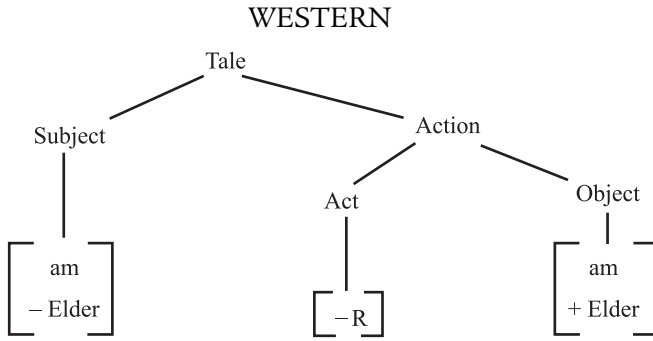 WESTERN
Tale
Subject
Action
Act
Object
am
– Elder
– R
am
+ Elder